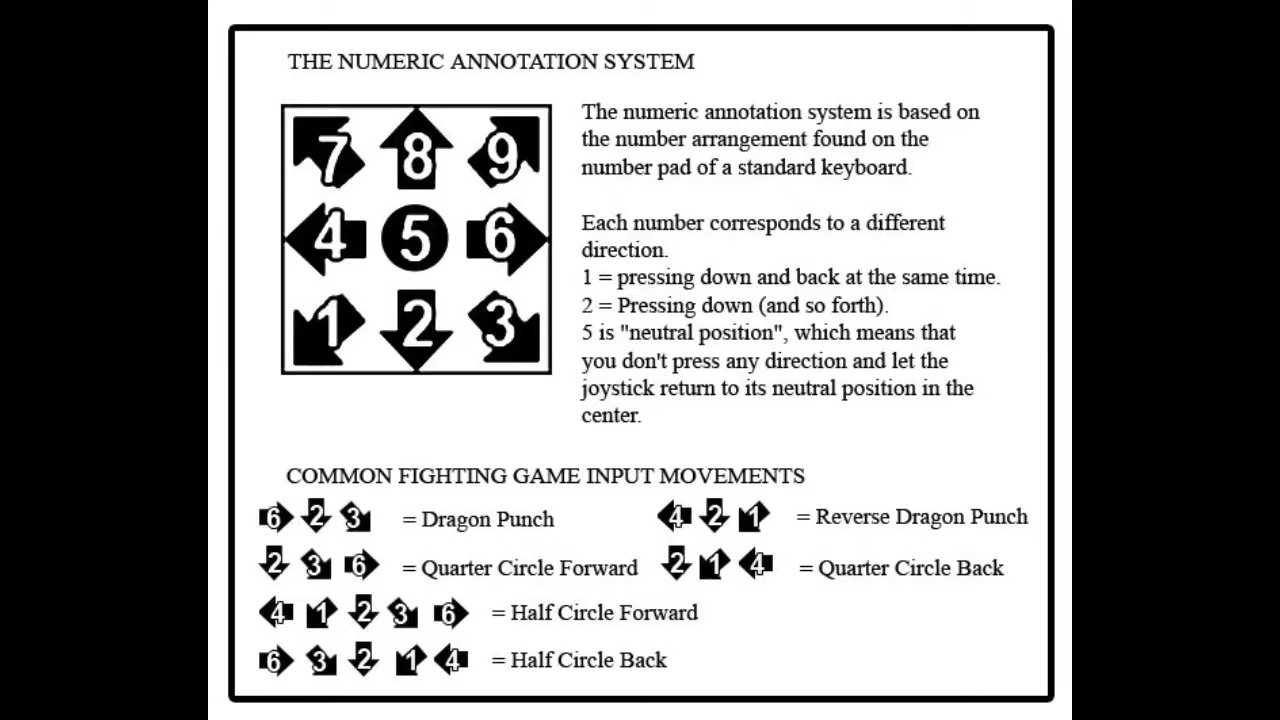 THE NUMERIC ANNOTATION SYSTEM
7 8 9
4 5 6
1 2 3
The numeric annotation system is based on
the number arrangement found on the
number pad of a standard keyboard.
Each number corresponds to a different
direction.
1 = pressing down and back at the same time.
2 = Pressing down (and so forth).
5 is "neutral position", which means that
you don't press any direction and let the
joystick return to its neutral position in the
center.
COMMON FIGHTING GAME INPUT MOVEMENTS
6 2 3 = Dragon Punch
4 2 1 = Reverse Dragon Punch
2 3 6 = Quarter Circle Forward
2 1 4 = Quarter Circle Back
4 1 2 3 6 = Half Circle Forward
6 3 2 1 4 = Half Circle Back